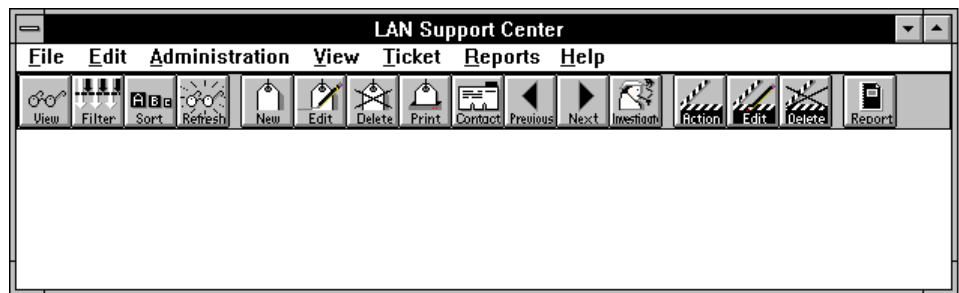 LAN Support Center
File Edit Administration View Ticket Reports Help
View Filter Sort Refresh New Edit Delete Print Contact Previous Next Investigate Action Edit Delete Report